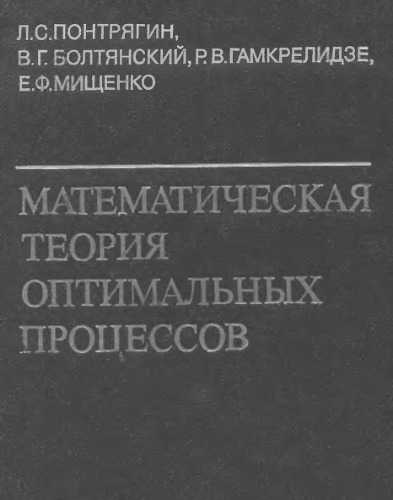 Л.С.ПОНТРЯГИН,
В.Г.БОЛТЯНСКИЙ,Р.В.ГАМКРЕЛИДЗЕ,
Е.Ф.МИЩЕНКО
МАТЕМАТИЧЕСКАЯ
ТЕОРИЯ
ОПТИМАЛЬНЫХ
ПРОЦЕССОВ